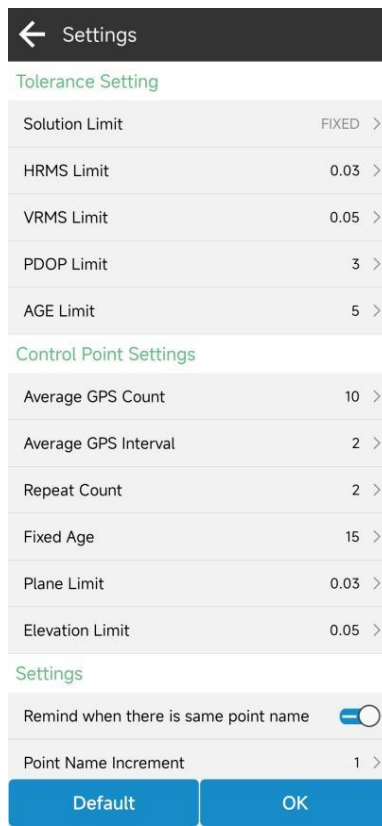 Settings
Tolerance Setting
Solution Limit FIXED
HRMS Limit 0.03
VRMS Limit 0.05
PDOP Limit 3
AGE Limit 5
Control Point Settings
Average GPS Count 10
Average GPS Interval 2
Repeat Count 2
Fixed Age 15
Plane Limit 0.03
Elevation Limit 0.05
Settings
Remind when there is same point name
Point Name Increment 1
Default OK